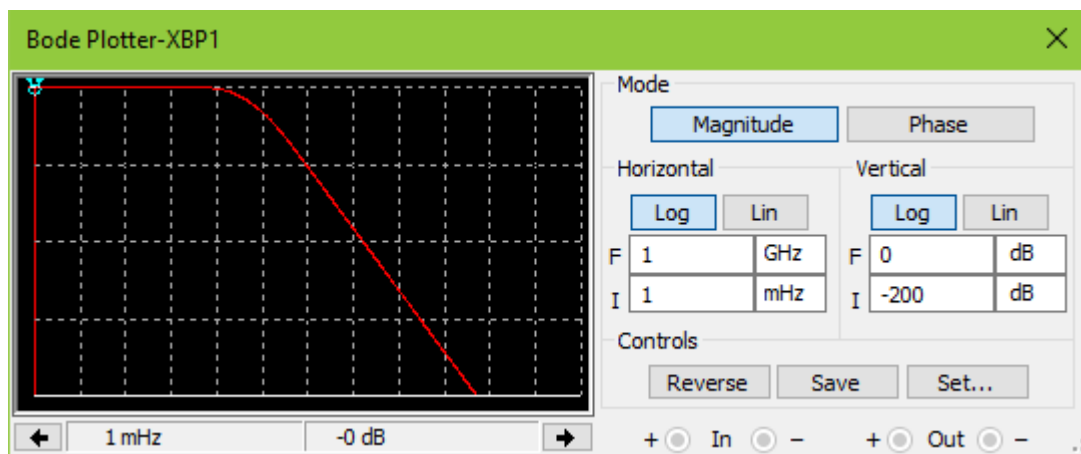 Bode Plotter-XBP1
Mode
Magnitude Phase
Horizontal Vertical
Log Lin Log Lin
F 1 GHz F 0 dB
I 1 mHz I -200 dB
Controls
Reverse Save Set...
1 mHz -0 dB + In - + Out -